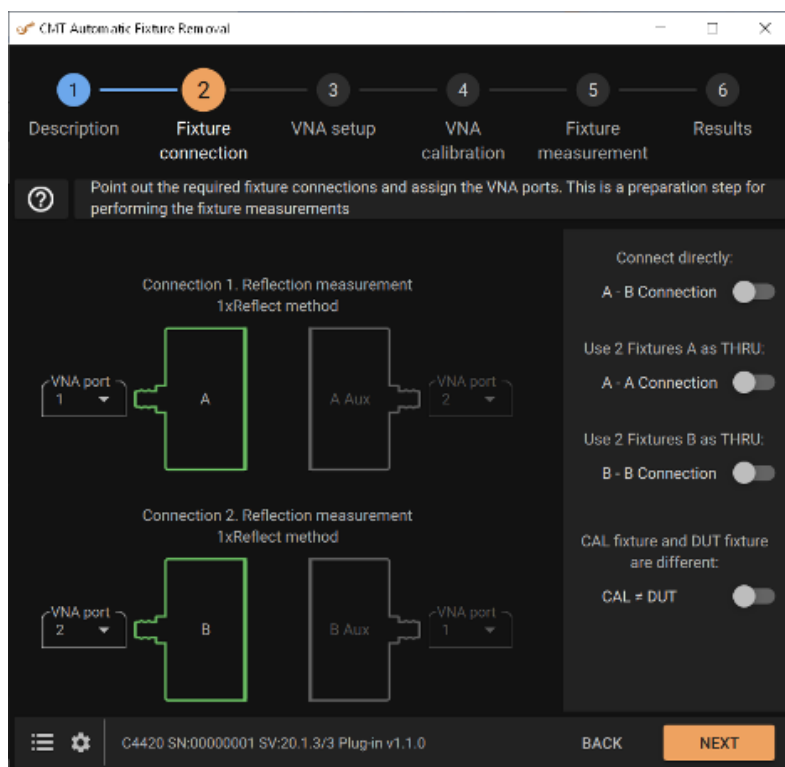 CMT Automatic Fixture Removal
1 2 3 4 5 6
Description Fixture VNA setup VNA Fixture Results
connection calibration measurement
Point out the required fixture connections and assign the VNA ports. This is a preparation step for
performing the fixture measurements
Connection 1. Reflection measurement
1xReflect method
VNA port
1
A
A Aux
VNA port
2
Connection 2. Reflection measurement
1xReflect method
VNA port
2
B
B Aux
VNA port
1
Connect directly:
A - B Connection
Use 2 Fixtures A as THRU:
A - A Connection
Use 2 Fixtures B as THRU:
B - B Connection
CAL fixture and DUT fixture
are different:
CAL ≠ DUT
C4420 SN:00000001 SV:20.1.3/3 Plug-in v1.1.0
BACK
NEXT